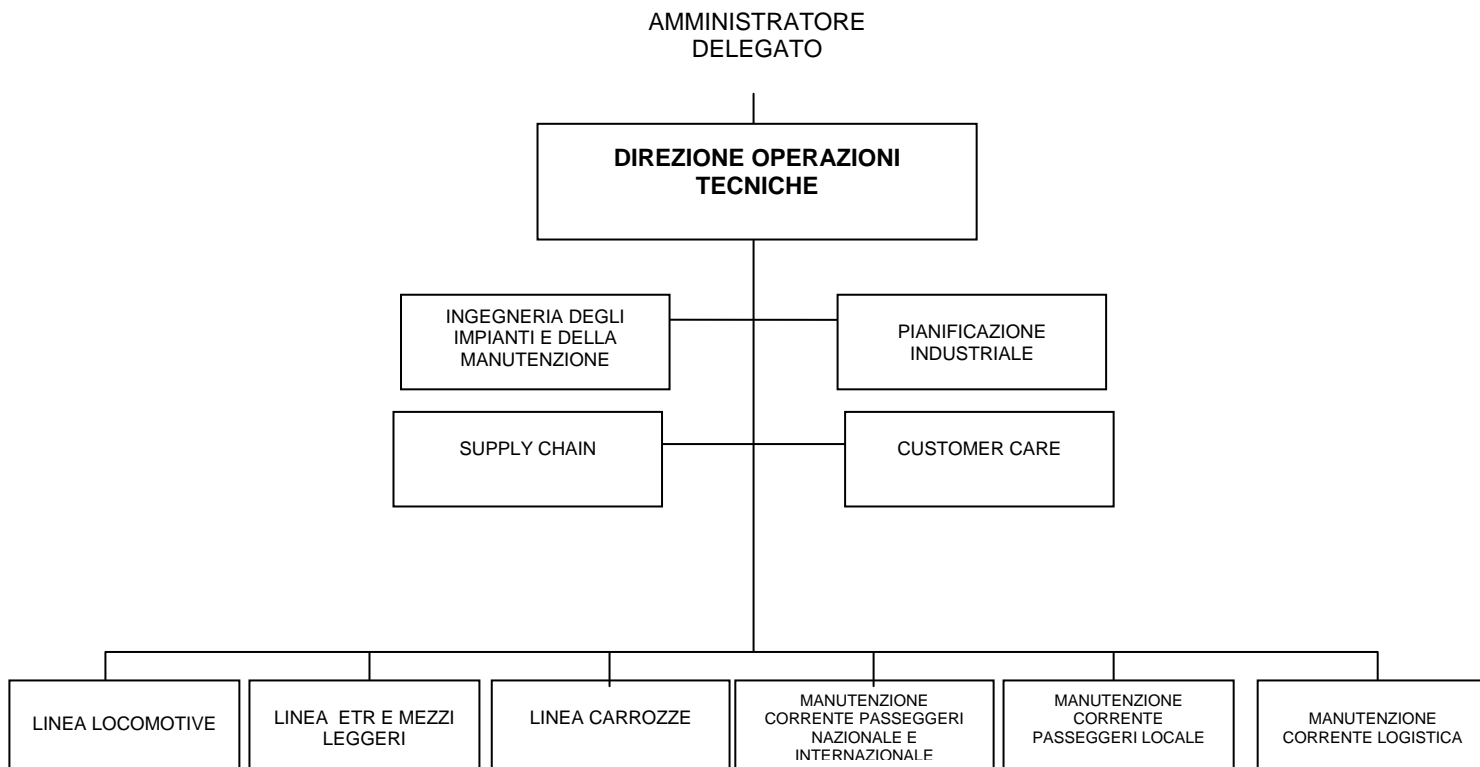 AMMINISTRATORE
DELEGATO
DIREZIONE OPERAZIONI
TECNICHE
INGEGNERIA DEGLI
IMPIANTI E DELLA
MANUTENZIONE
PIANIFICAZIONE
INDUSTRIALE
SUPPLY CHAIN
CUSTOMER CARE
LINEA LOCOMOTIVE
LINEA ETR E MEZZI
LEGGERI
LINEA CARROZZE
MANUTENZIONE
CORRENTE PASSEGGERI
NAZIONALE E
INTERNAZIONALE
MANUTENZIONE
CORRENTE
PASSEGGERI LOCALE
MANUTENZIONE
CORRENTE LOGISTICA